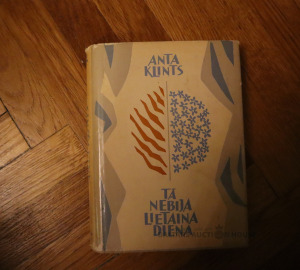 ANTA
KLINTS
TĀ
NEBIJA
LIETAINA
DIENA